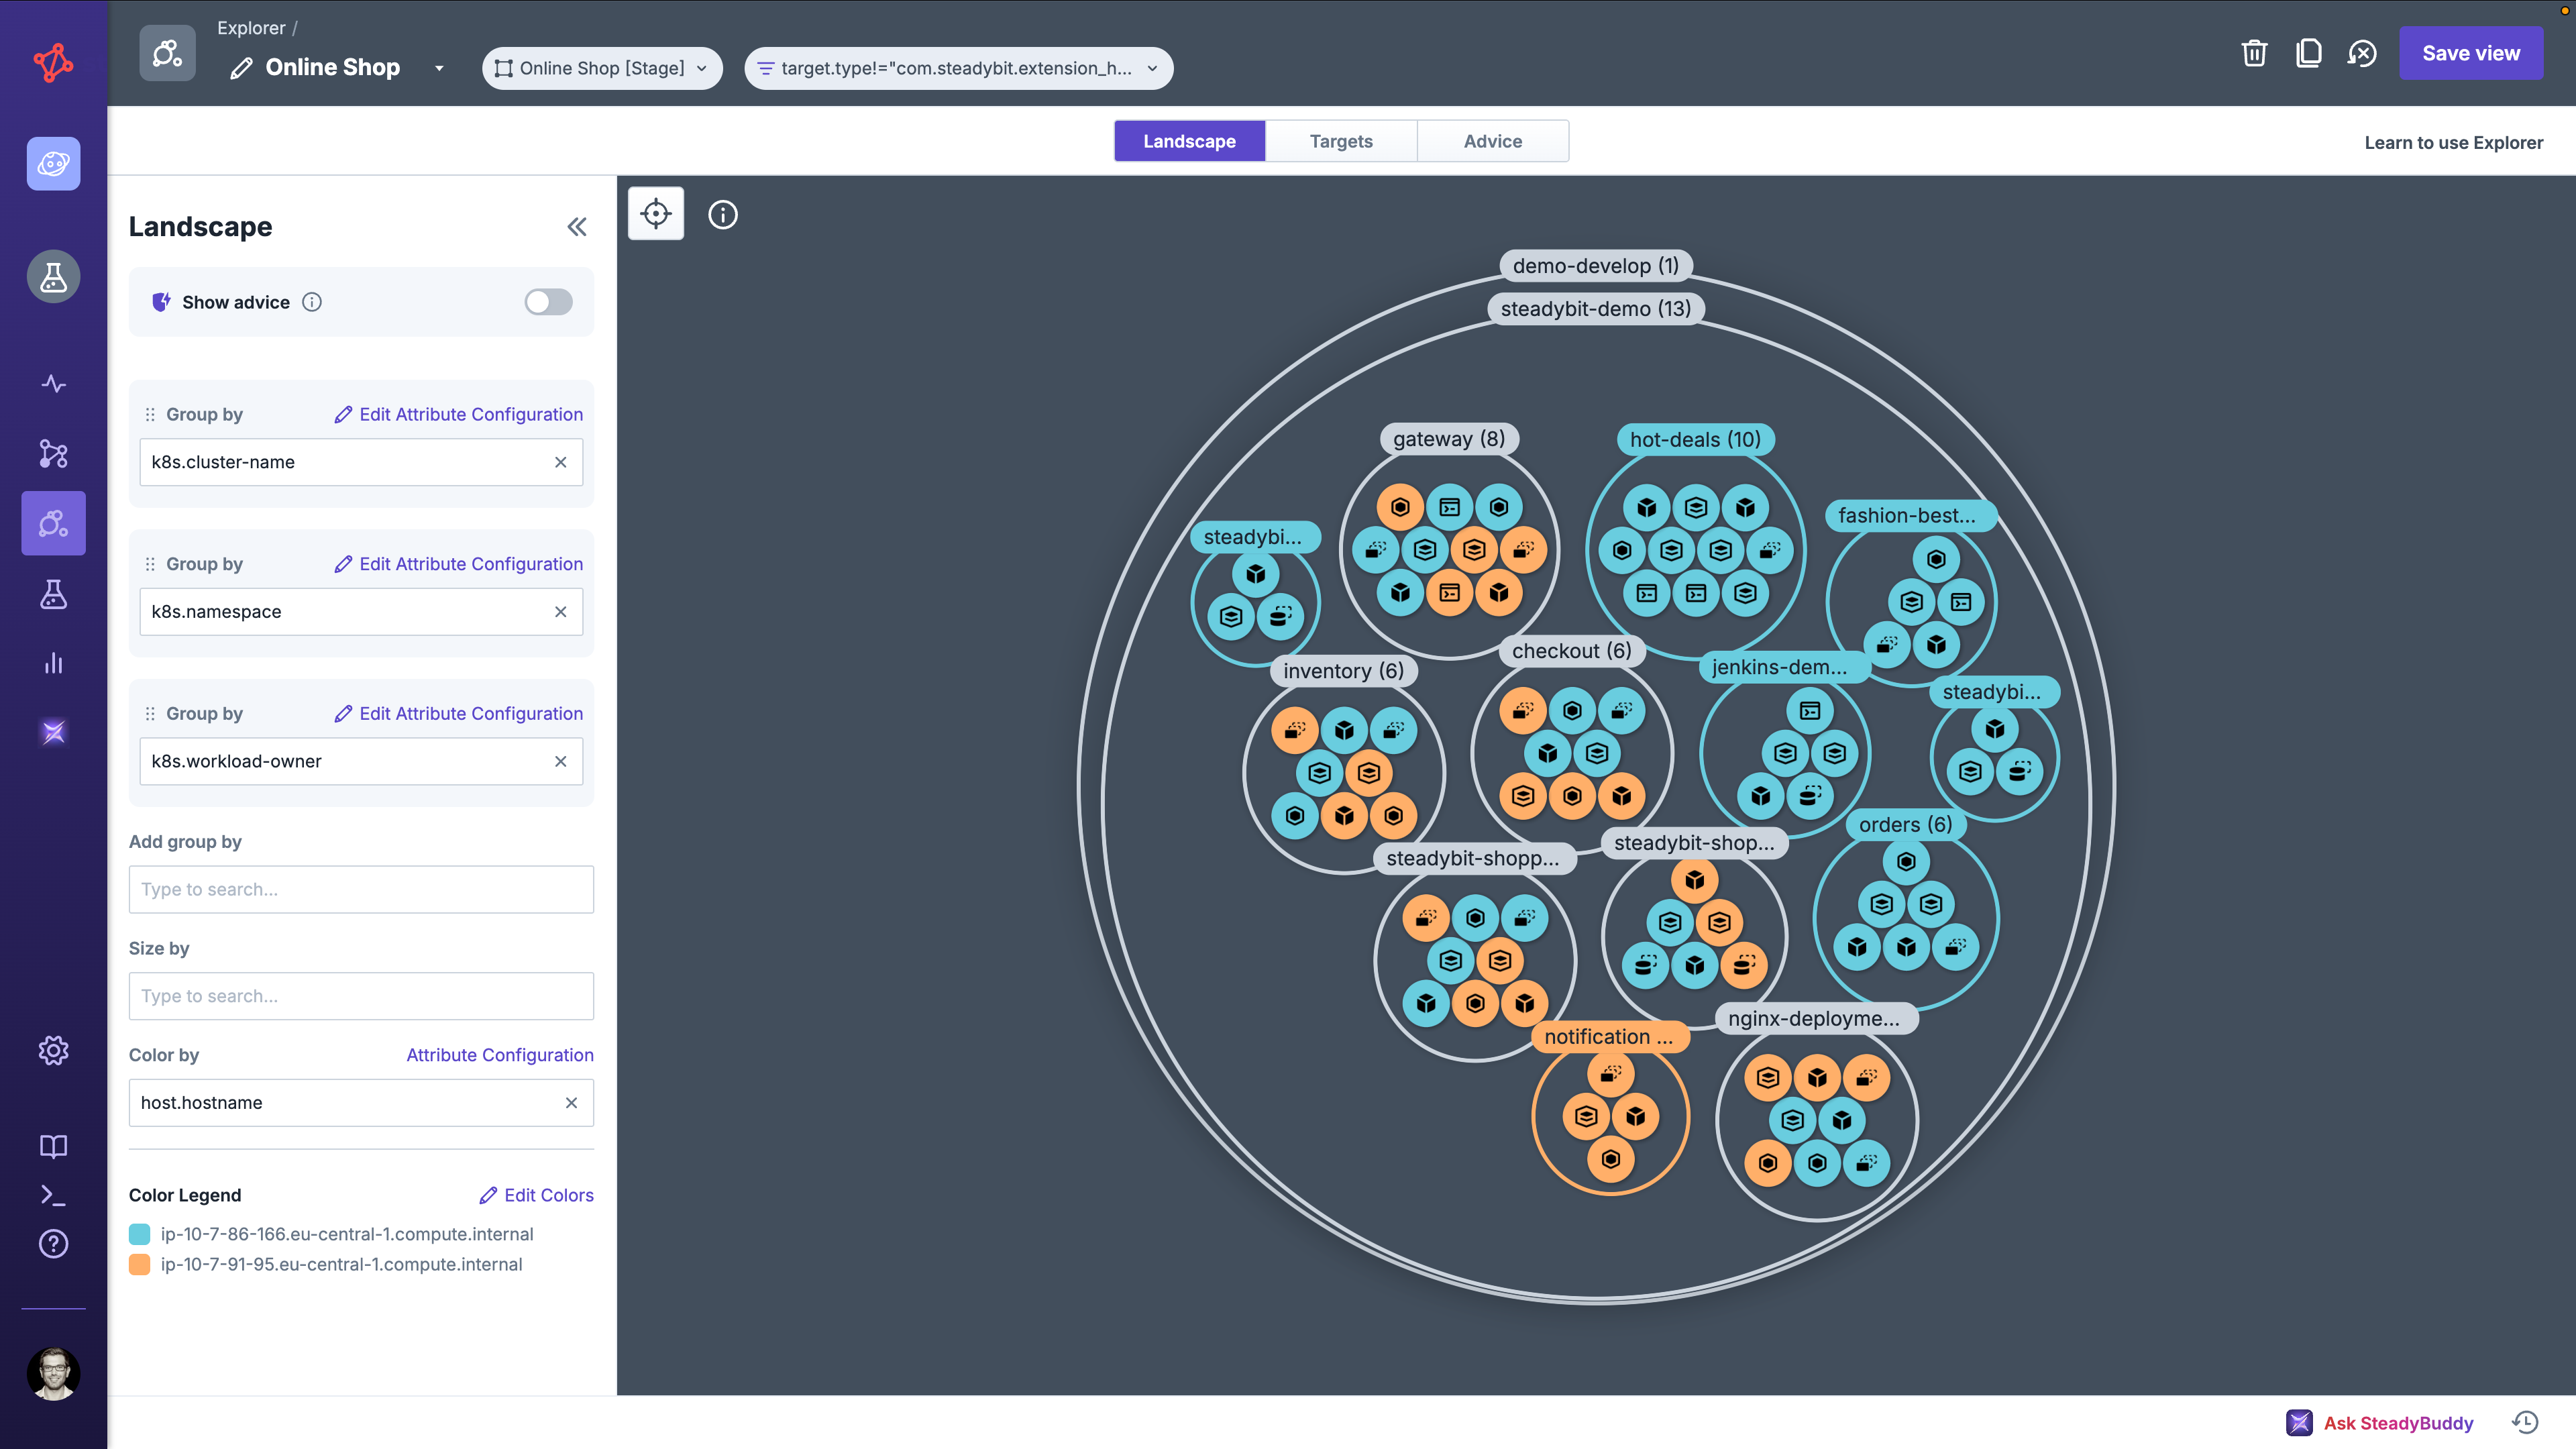 Explorer /
Online Shop
Online Shop [Stage]
target.type!="com.steadybit.extension_h...
Save view
Landscape
Targets
Advice
Learn to use Explorer
Landscape
Show advice
Group by
Edit Attribute Configuration
k8s.cluster-name
Group by
Edit Attribute Configuration
k8s.namespace
Group by
Edit Attribute Configuration
k8s.workload-owner
Add group by
Type to search...
Size by
Type to search...
Color by
Attribute Configuration
host.hostname
Color Legend
Edit Colors
ip-10-7-86-166.eu-central-1.compute.internal
ip-10-7-91-95.eu-central-1.compute.internal
demo-develop (1)
steadybit-demo (13)
gateway (8)
hot-deals (10)
fashion-best...
steadybi...
checkout (6)
inventory (6)
jenkins-dem...
steadybi...
orders (6)
steadybit-shop...
steadybit-shopp...
nginx-deployme...
notification ...
Ask SteadyBuddy